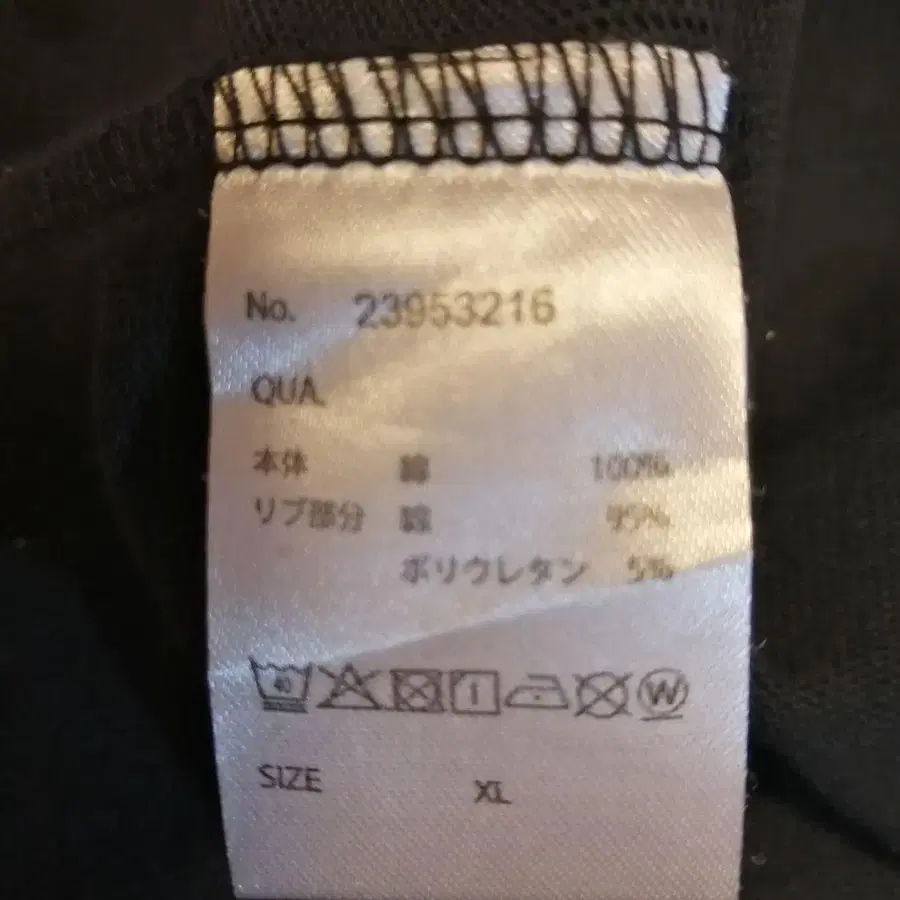 No. 23953216
QUA.
本体 綿 100%
リブ部分 綿 95%
ポリウレタン 5%
40 W
SIZE XL